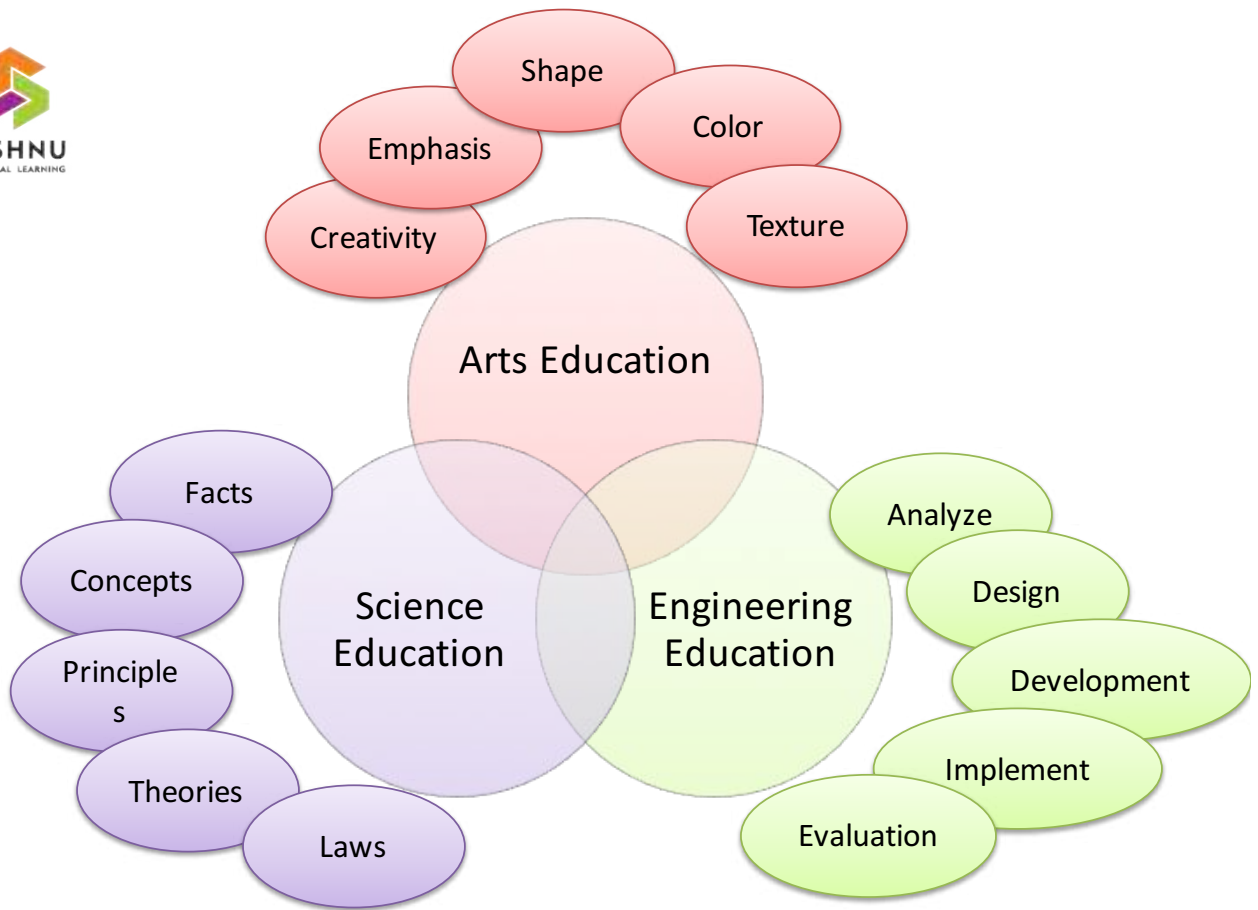 SHNU
AL LEARNING
Shape
Color
Emphasis
Texture
Creativity
Arts Education
Facts
Concepts
Principle
s
Theories
Laws
Science
Education
Engineering
Education
Analyze
Design
Development
Implement
Evaluation